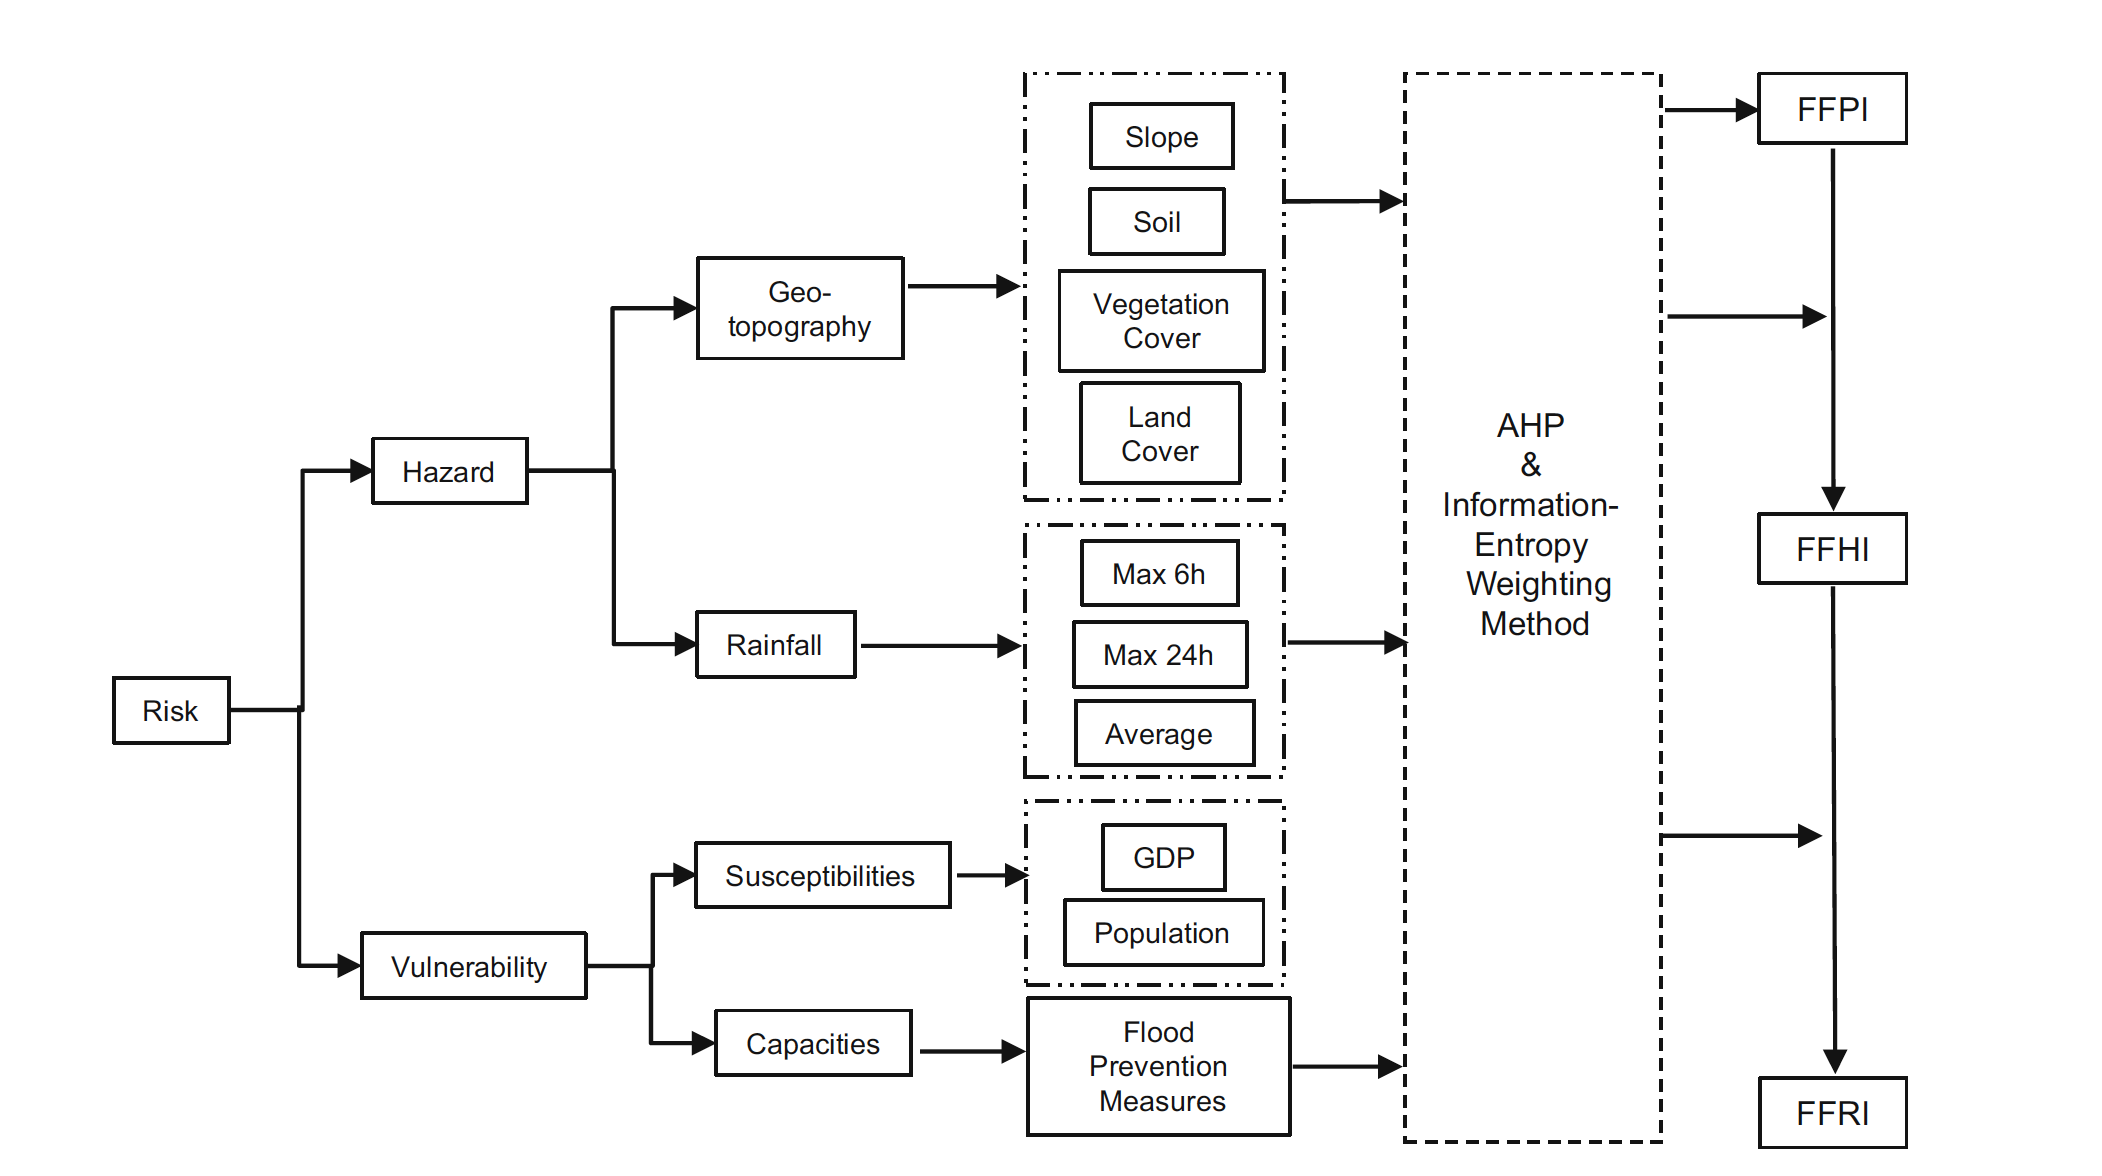 Risk
Hazard
Vulnerability
Geo-
topography
Rainfall
Susceptibilities
Capacities
Slope
Soil
Vegetation
Cover
Land
Cover
Max 6h
Max 24h
Average
GDP
Population
Flood
Prevention
Measures
AHP
&
Information-
Entropy
Weighting
Method
FFPI
FFHI
FFRI